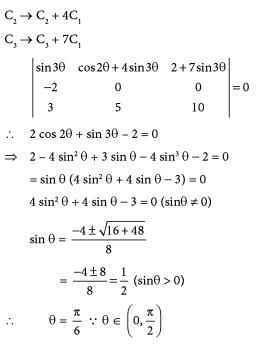 C₂ → C₂ + 4C₁
C₃ → C₃ + 7C₁
| sin3θ cos2θ + 4sin3θ 2 + 7sin3θ |
| −2 0 0 | = 0
| 3 5 10 |
∴ 2 cos 2θ + sin 3θ − 2 = 0
⇒ 2 − 4 sin² θ + 3 sin θ − 4 sin³ θ − 2 = 0
= sin θ (4 sin² θ + 4 sin θ − 3) = 0
4 sin² θ + 4 sin θ − 3 = 0 (sinθ ≠ 0)
sin θ = (−4 ± √(16 + 48))/8
= (−4 ± 8)/8 = 1/2 (sinθ > 0)
∴ θ = π/6 ∵ θ ∈ (0, π/2)